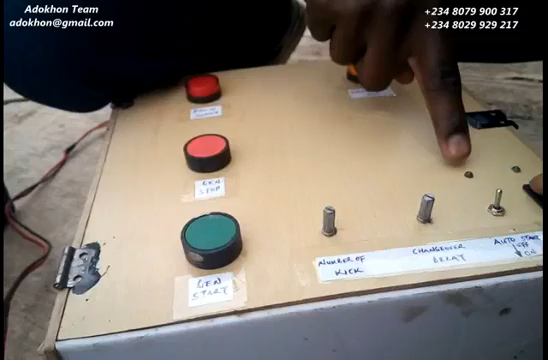 Adokhon Team
adokhon@gmail.com
+234 8079 900 317
+234 8029 929 217
GEN
STOP
GEN
START
NUMBER OF
KICK
CHANGEOVER
DELAY
AUTO START
OFF
ON